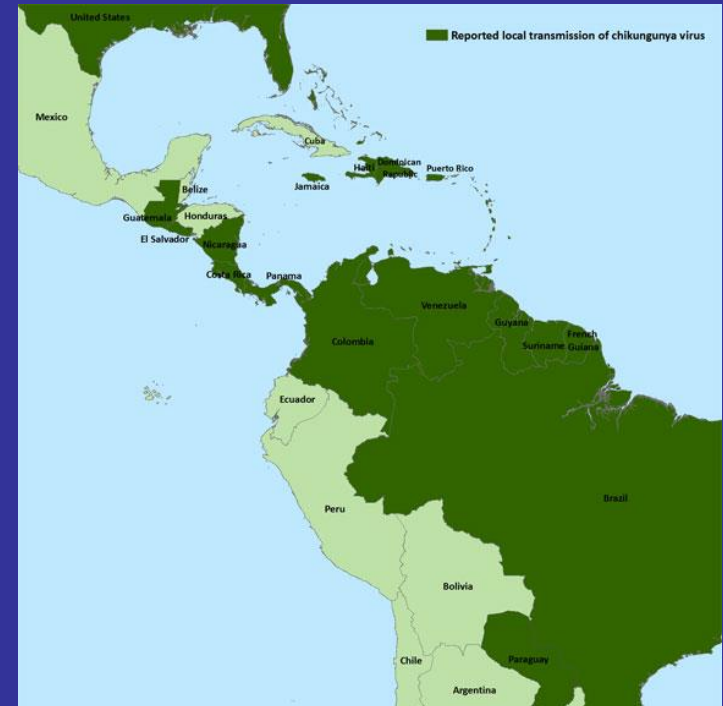 United States
Reported local transmission of chikungunya virus
Mexico
Cuba
Haiti
Dominican
Republic
Puerto Rico
Jamaica
Belize
Guatemala
Honduras
El Salvador
Nicaragua
Costa Rica
Panama
Venezuela
Guyana
Colombia
Suriname
French
Guiana
Ecuador
Brazil
Peru
Bolivia
Chile
Paraguay
Argentina